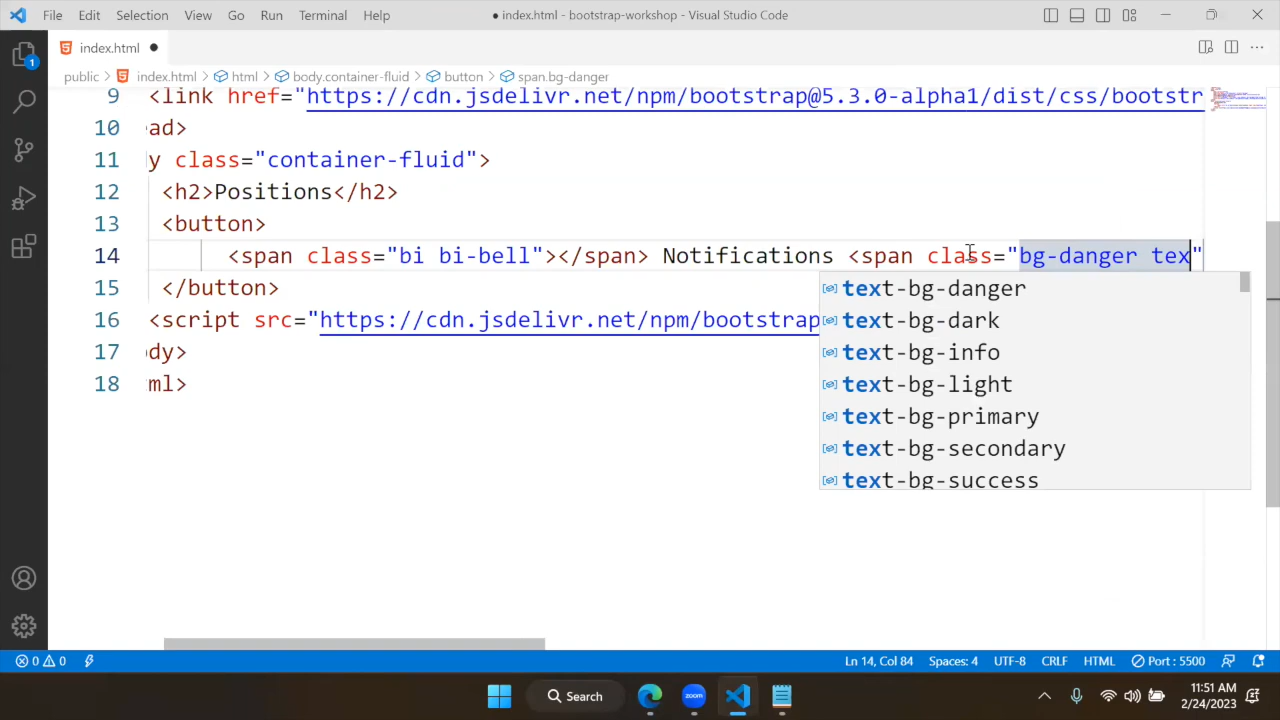 File Edit Selection View Go Run Terminal Help
● index.html - bootstrap-workshop - Visual Studio Code
index.html ●
public > index.html > html > body.container-fluid > button > span.bg-danger
1
9 <link href="https://cdn.jsdelivr.net/npm/bootstrap@5.3.0-alpha1/dist/css/bootstr
10 ad>
11 y class="container-fluid">
12 <h2>Positions</h2>
13 <button>
14 <span class="bi bi-bell"></span> Notifications <span class="bg-danger tex"
15 </button>
16 <script src="https://cdn.jsdelivr.net/npm/bootstrap
17 dy>
18 ml>
text-bg-danger
text-bg-dark
text-bg-info
text-bg-light
text-bg-primary
text-bg-secondary
text-bg-success
0 0 Ln 14, Col 84 Spaces: 4 UTF-8 CRLF HTML Port : 5500
Search
zoom
11:51 AM
2/24/2023